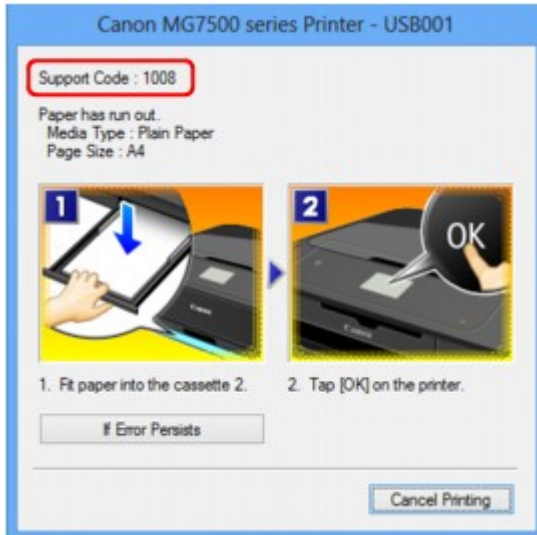 Canon MG7500 series Printer - USB001
Support Code : 1008
Paper has run out.
Media Type : Plain Paper
Page Size : A4
1
2
OK
Canon
Canon
1. Fit paper into the cassette 2.
2. Tap [OK] on the printer.
If Error Persists
Cancel Printing